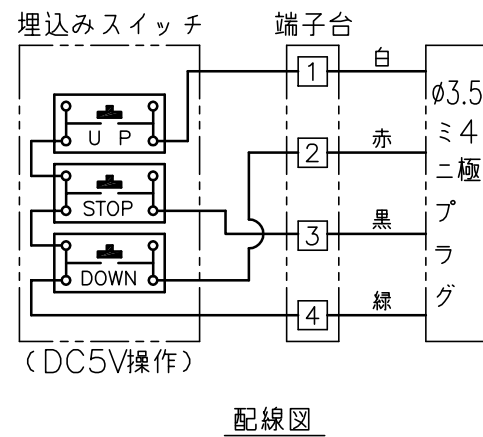 埋込みスイッチ
端子台
UP
STOP
DOWN
1
2
3
4
白
赤
黒
緑
φ3.5
ミニプラグ
4極
(DC5V操作)
配線図